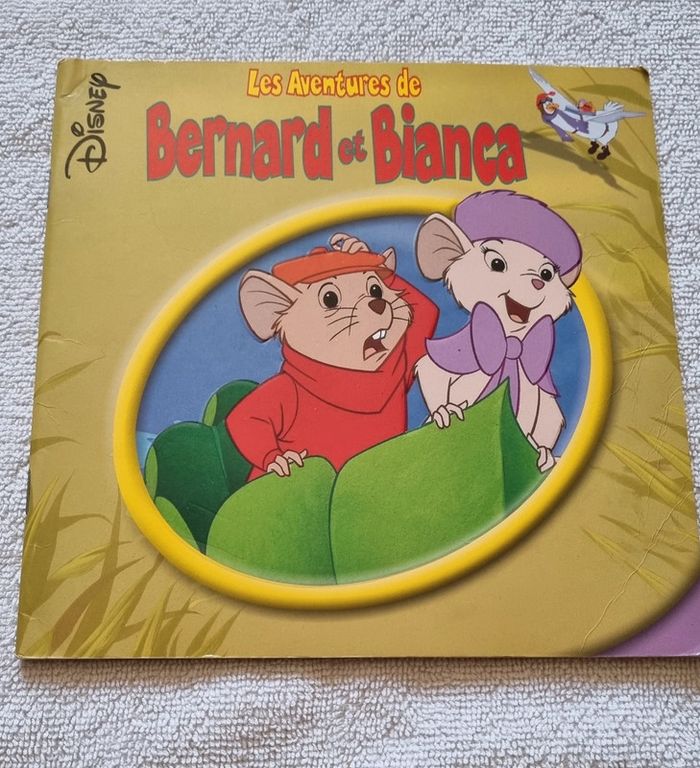 Disney
Les Aventures de
Bernard et Bianca